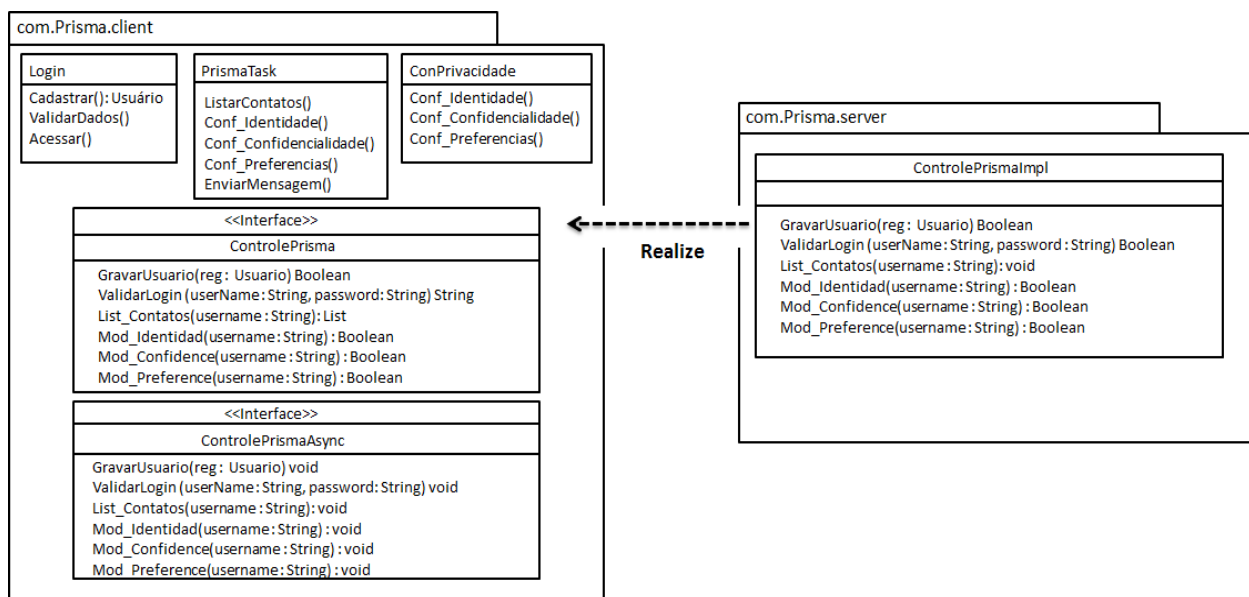 com.Prisma.client
Login
Cadastrar(): Usuário
ValidarDados()
Acessar()
PrismaTask
ListarContatos()
Conf_Identidade()
Conf_Confidencialidade()
Conf_Preferencias()
EnviarMensagem()
ConPrivacidade
Conf_Identidade()
Conf_Confidencialidade()
Conf_Preferencias()
<<Interface>>
ControlePrisma
GravarUsuario(reg: Usuario) Boolean
ValidarLogin (userName:String, password:String) String
List_Contatos(username:String): List
Mod_Identidad(username:String) : Boolean
Mod_Confidence(username:String) : Boolean
Mod_Preference(username:String) : Boolean
<<Interface>>
ControlePrismaAsync
GravarUsuario(reg: Usuario) void
ValidarLogin (userName:String, password:String) void
List_Contatos(username:String): void
Mod_Identidad(username:String) : void
Mod_Confidence(username:String) : void
Mod_Preference(username:String) : void
Realize
com.Prisma.server
ControlePrismaImpl
GravarUsuario(reg: Usuario) Boolean
ValidarLogin (userName:String, password:String) Boolean
List_Contatos(username:String): void
Mod_Identidad(username:String) : Boolean
Mod_Confidence(username:String) : Boolean
Mod_Preference(username:String) : Boolean